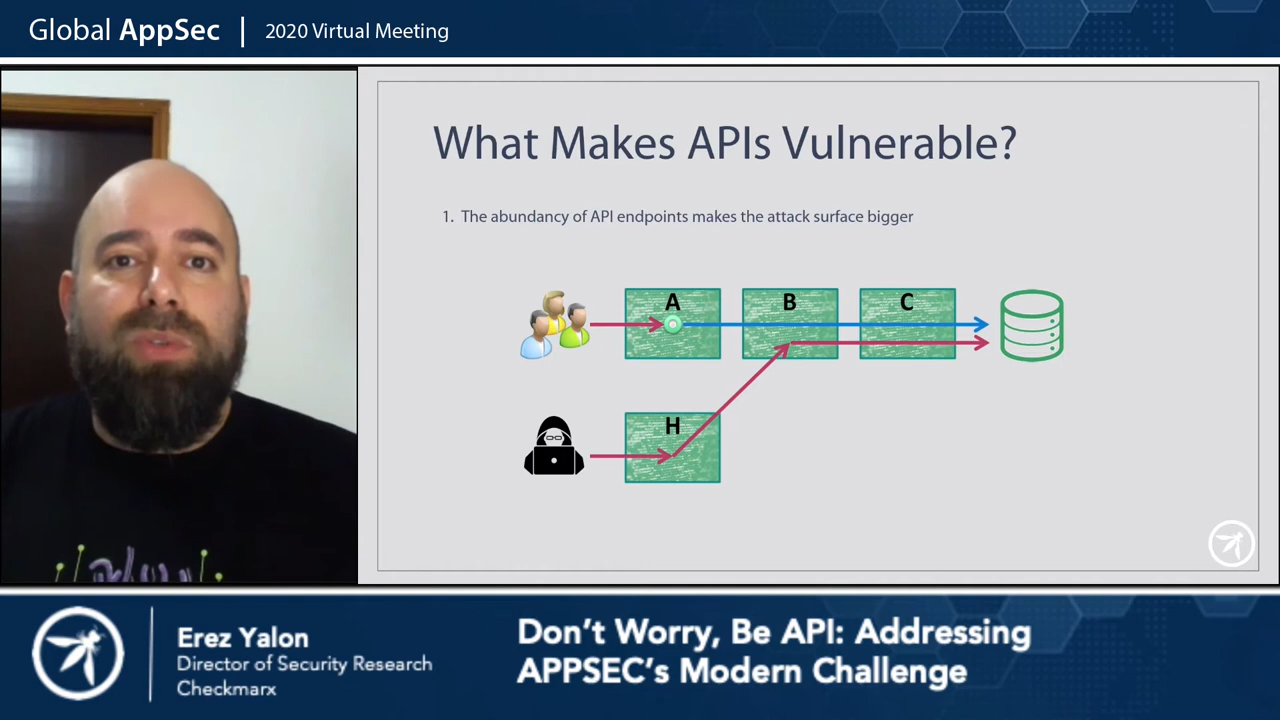 Global AppSec | 2020 Virtual Meeting
What Makes APIs Vulnerable?
1. The abundancy of API endpoints makes the attack surface bigger
A B C
H
Erez Yalon
Director of Security Research
Checkmarx
Don't Worry, Be API: Addressing
APPSEC's Modern Challenge